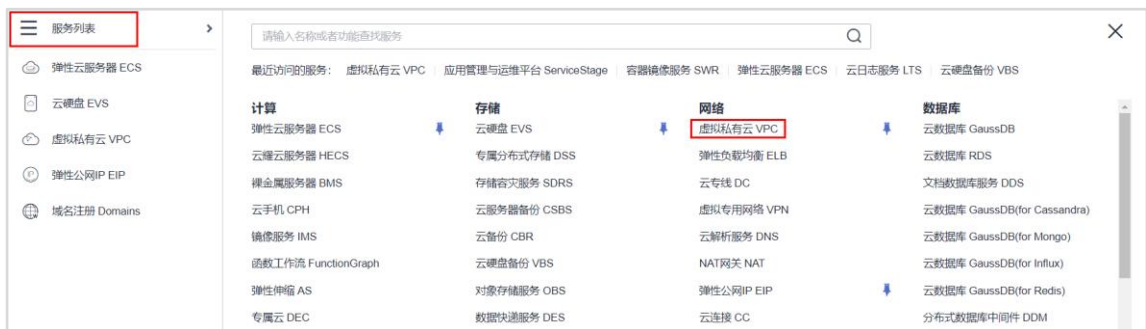 服务列表
弹性云服务器 ECS
云硬盘 EVS
虚拟私有云 VPC
弹性公网IP EIP
域名注册 Domains
请输入名称或者功能查找服务
最近访问的服务： 虚拟私有云 VPC 应用管理与运维平台 ServiceStage 容器镜像服务 SWR 弹性云服务器 ECS 云日志服务 LTS 云硬盘备份 VBS
计算 存储 网络 数据库
弹性云服务器 ECS 云硬盘 EVS 虚拟私有云 VPC 云数据库 GaussDB
云耀云服务器 HECS 专属分布式存储 DSS 弹性负载均衡 ELB 云数据库 RDS
裸金属服务器 BMS 存储容灾服务 SDRS 云专线 DC 文档数据库服务 DDS
云手机 CPH 云服务器备份 CSBS 虚拟专用网络 VPN 云数据库 GaussDB(for Cassandra)
镜像服务 IMS 云备份 CBR 云解析服务 DNS 云数据库 GaussDB(for Mongo)
函数工作流 FunctionGraph 云硬盘备份 VBS NAT网关 NAT 云数据库 GaussDB(for Influx)
弹性伸缩 AS 对象存储服务 OBS 弹性公网IP EIP 云数据库 GaussDB(for Redis)
专属云 DEC 数据快递服务 DES 云连接 CC 分布式数据库中间件 DDM